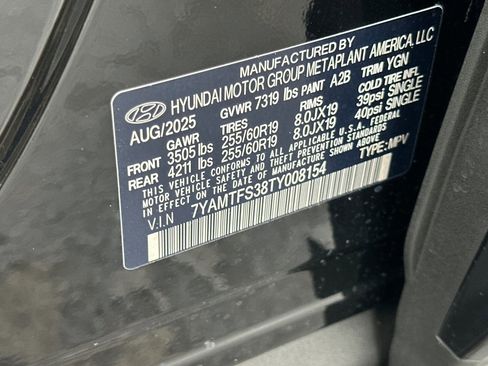 MANUFACTURED BY
HYUNDAI MOTOR GROUP METAPLANT AMERICA, LLC
AUG/2025 GVWR 7319 lbs PAINT A2B TRIM YGN
GAWR TIRES RIMS COLD TIRE INFL.
FRONT 3505 lbs 255/60R19 8.0JX19 39psi SINGLE
REAR 4211 lbs 255/60R19 8.0JX19 40psi SINGLE
THIS VEHICLE CONFORMS TO ALL APPLICABLE
FEDERAL MOTOR VEHICLE SAFETY AND THEFT PREVENTION STANDARDS
IN EFFECT ON THE DATE OF MANUFACTURE SHOWN ABOVE.
V.I.N 7YAMTFS38TY008154 TYPE: MPV